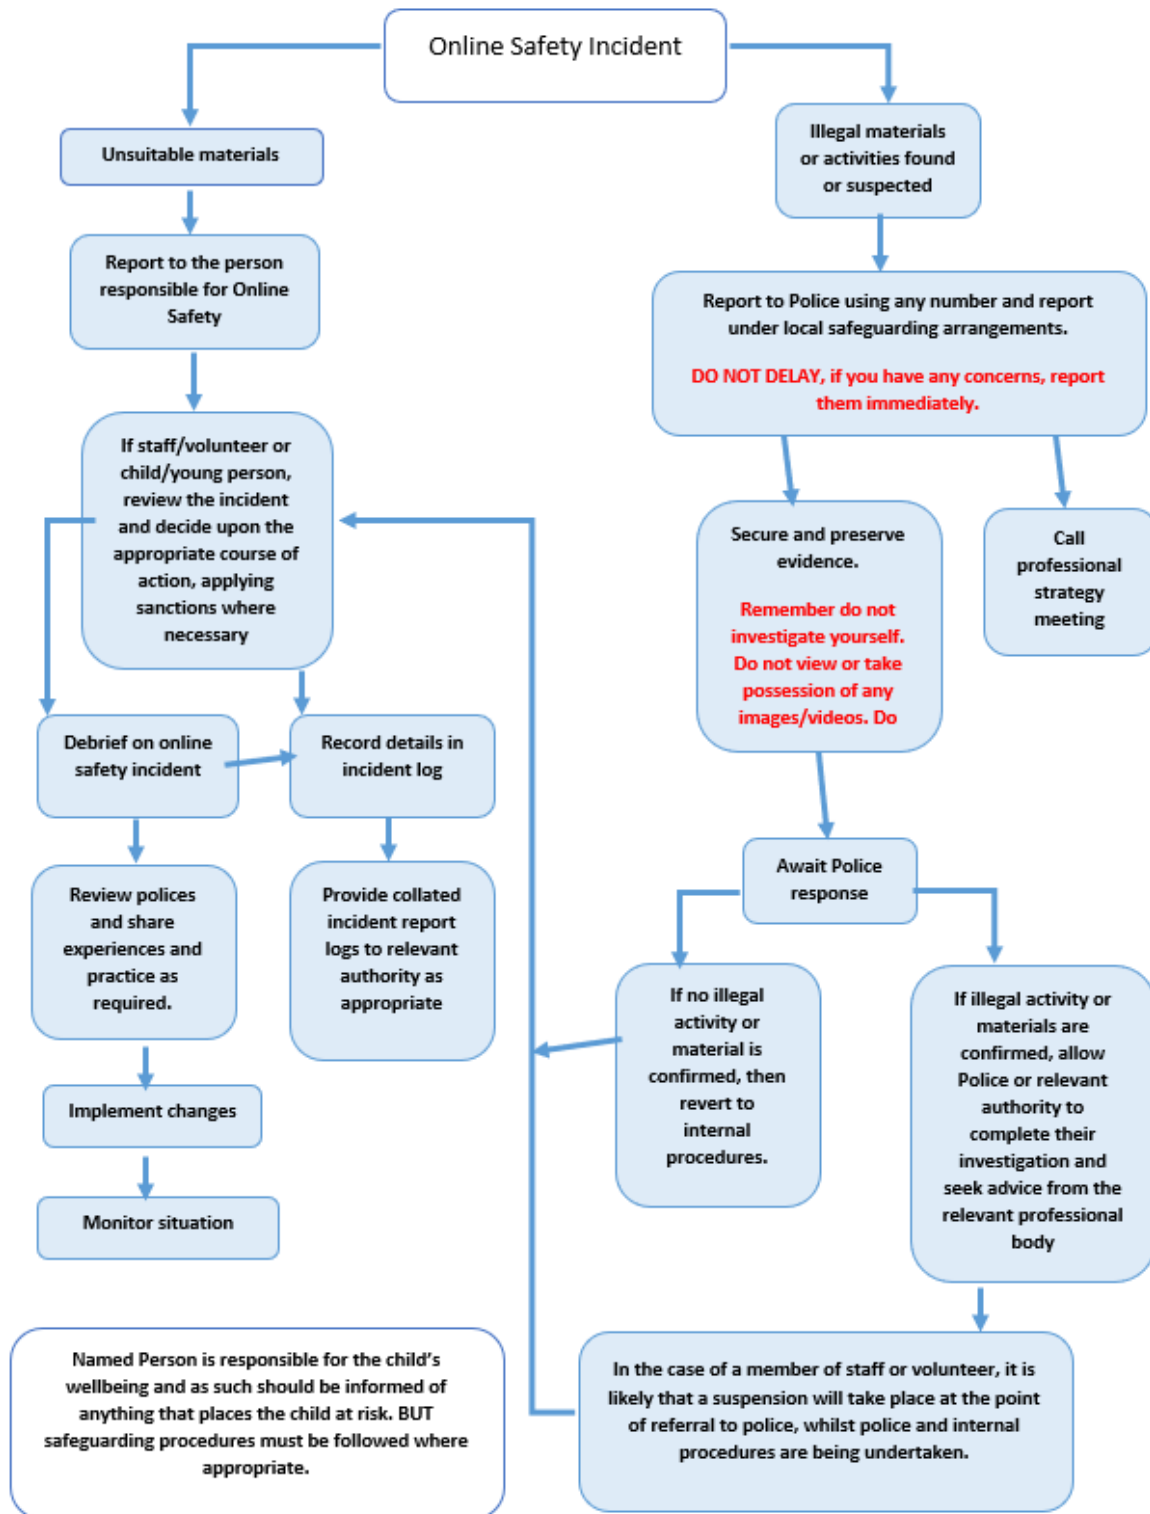 Online Safety Incident
Unsuitable materials
Illegal materials
or activities found
or suspected
Report to the person
responsible for Online
Safety
Report to Police using any number and report
under local safeguarding arrangements.
DO NOT DELAY, if you have any concerns, report
them immediately.
If staff/volunteer or
child/young person,
review the incident
and decide upon the
appropriate course of
action, applying
sanctions where
necessary
Secure and preserve
evidence.
Remember do not
investigate yourself.
Do not view or take
possession of any
images/videos. Do
Call
professional
strategy
meeting
Debrief on online
safety incident
Record details in
incident log
Await Police
response
Review polices
and share
experiences and
practice as
required.
Provide collated
incident report
logs to relevant
authority as
appropriate
If no illegal
activity or
material is
confirmed, then
revert to
internal
procedures.
If illegal activity or
materials are
confirmed, allow
Police or relevant
authority to
complete their
investigation and
seek advice from the
relevant professional
body
Implement changes
Monitor situation
Named Person is responsible for the child's
wellbeing and as such should be informed of
anything that places the child at risk. BUT
safeguarding procedures must be followed where
appropriate.
In the case of a member of staff or volunteer, it is
likely that a suspension will take place at the point
of referral to police, whilst police and internal
procedures are being undertaken.